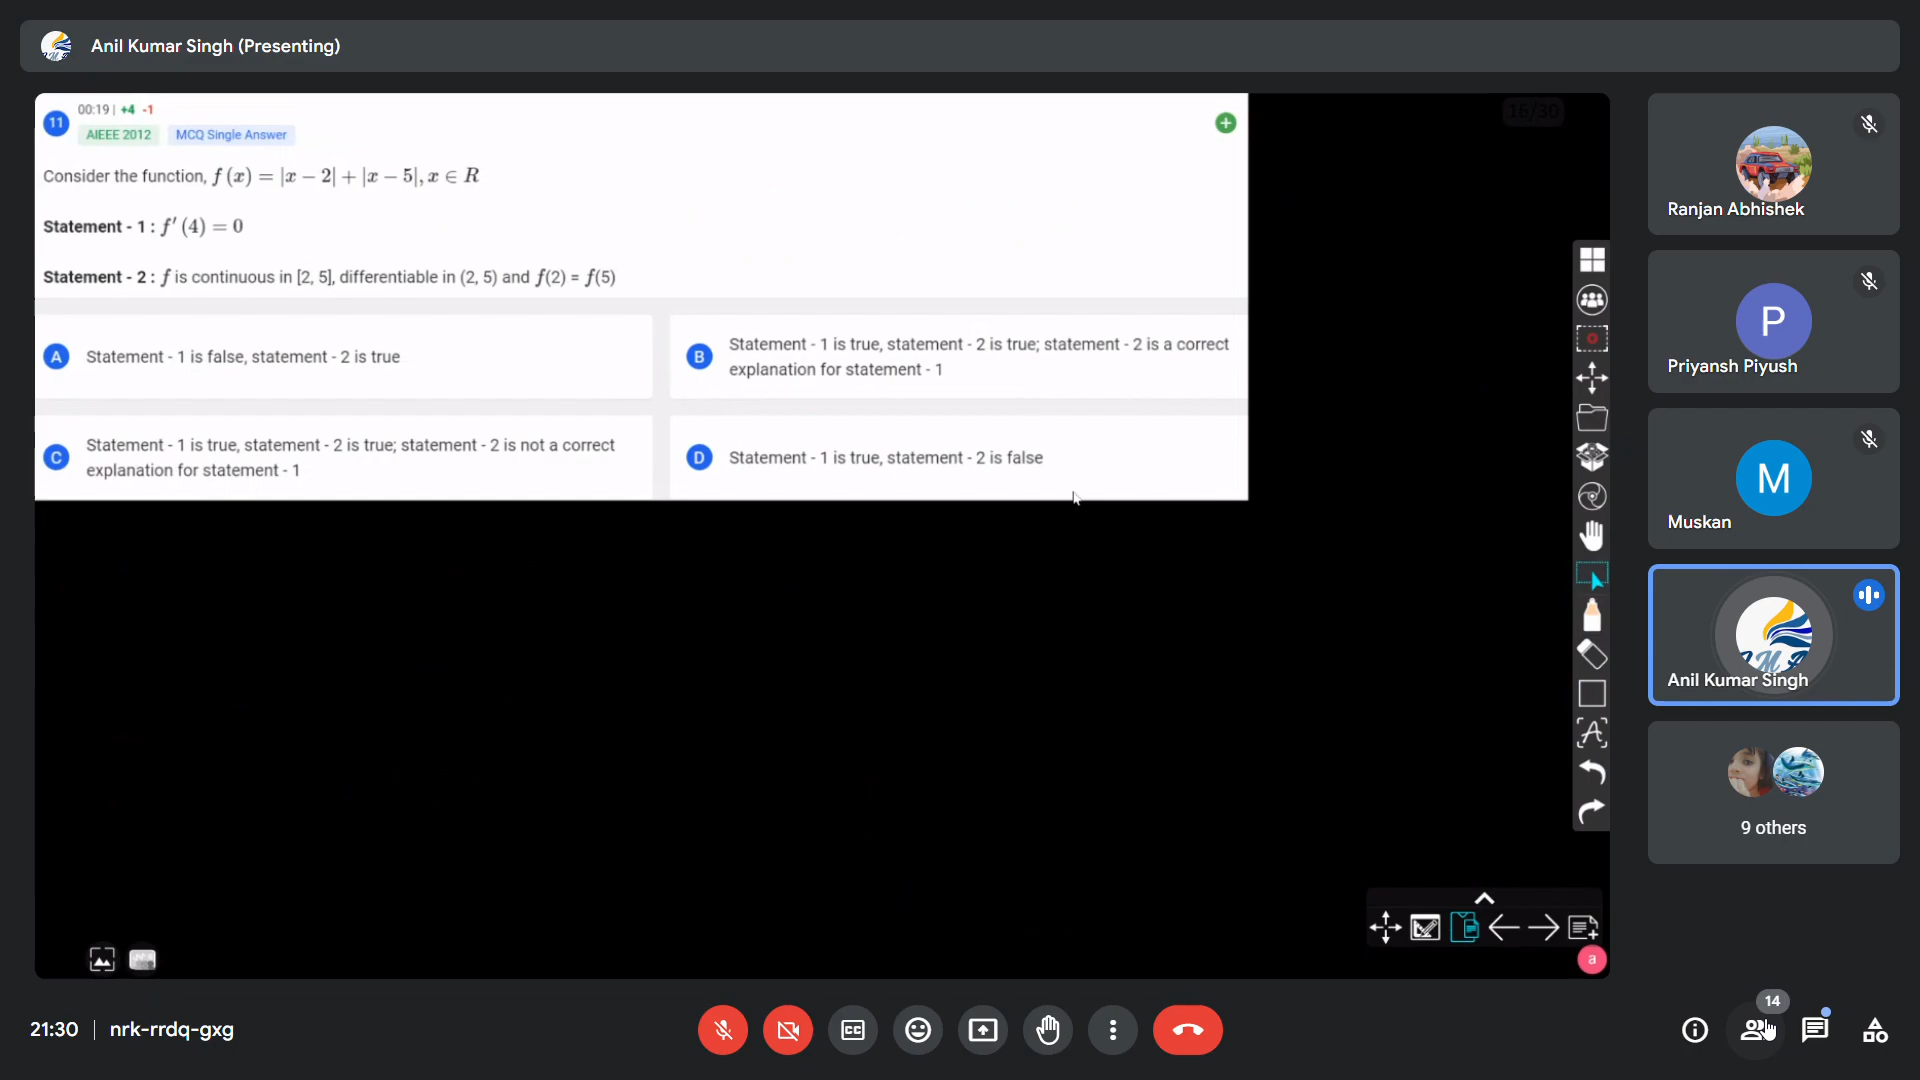 Anil Kumar Singh (Presenting)
11
00:19 | +4 -1
AIEEE 2012 MCQ Single Answer
16/30
Consider the function, f (x) = |x − 2| + |x − 5|, x ∈ R
Statement - 1 : f′ (4) = 0
Statement - 2 : f is continuous in [2, 5], differentiable in (2, 5) and f(2) = f(5)
A Statement - 1 is false, statement - 2 is true
B Statement - 1 is true, statement - 2 is true; statement - 2 is a correct
explanation for statement - 1
C Statement - 1 is true, statement - 2 is true; statement - 2 is not a correct
explanation for statement - 1
D Statement - 1 is true, statement - 2 is false
Ranjan Abhishek
P
Priyansh Piyush
M
Muskan
Anil Kumar Singh
9 others
A
a
21:30 | nrk-rrdq-gxg
CC
14